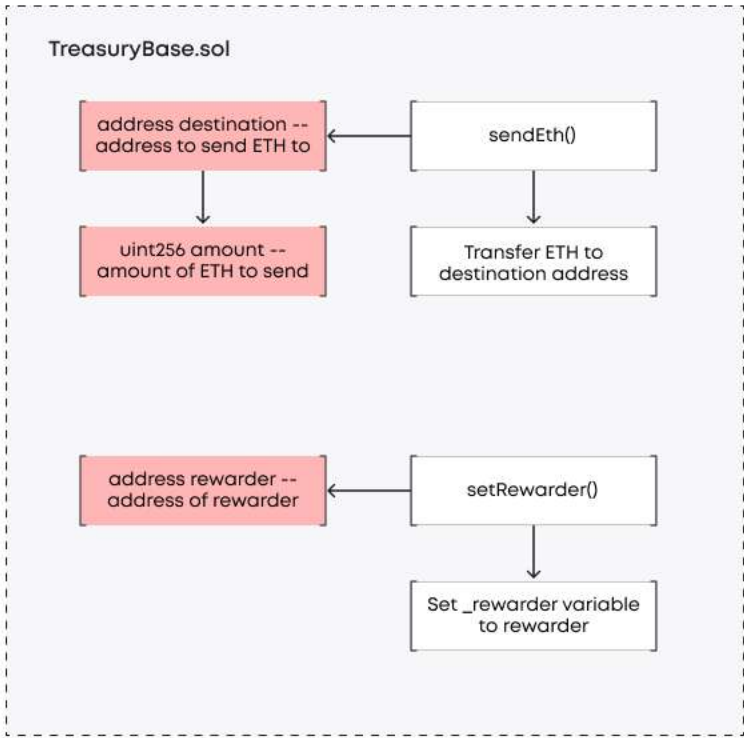 TreasuryBase.sol
address destination --
address to send ETH to
sendEth()
uint256 amount --
amount of ETH to send
Transfer ETH to
destination address
address rewarder --
address of rewarder
setRewarder()
Set _rewarder variable
to rewarder